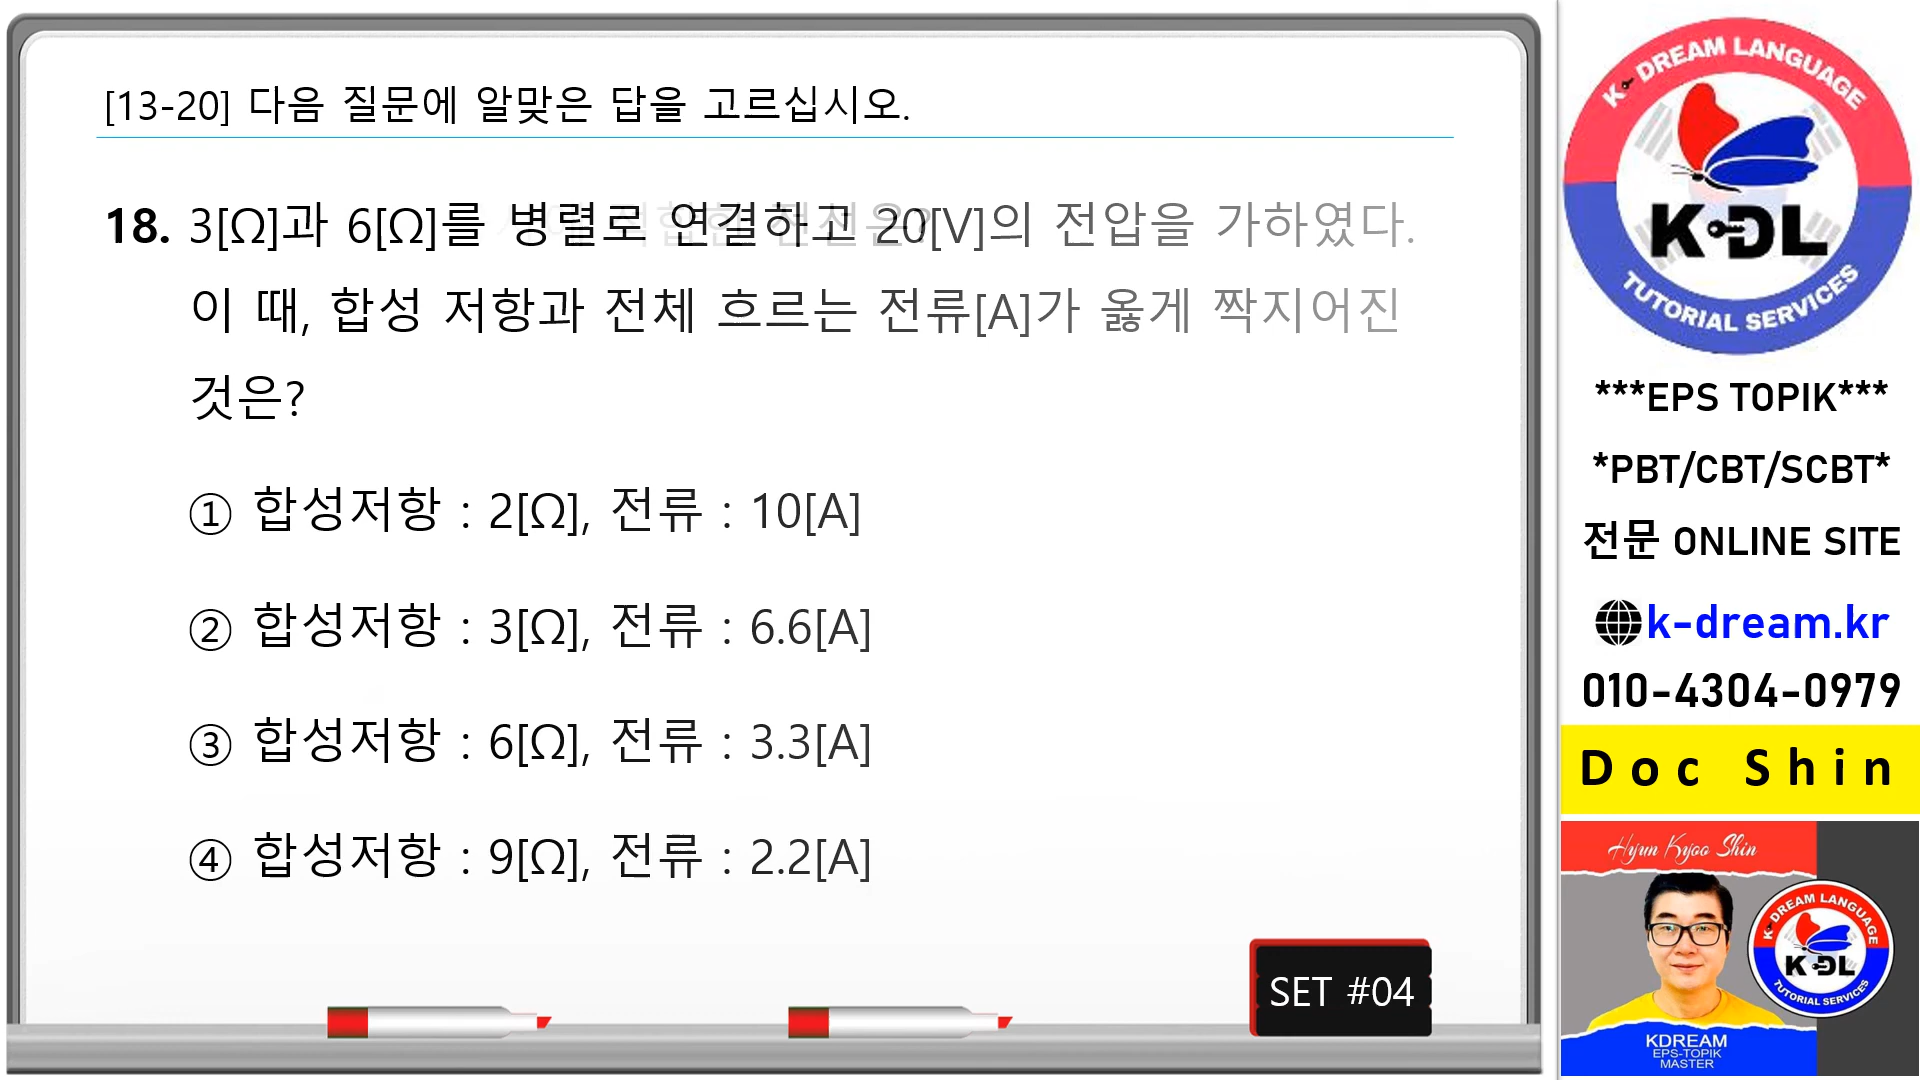 [13-20] 다음 질문에 알맞은 답을 고르십시오.
18. 3[Ω]과 6[Ω]를 병렬로 연결하고 20[V]의 전압을 가하였다.
이 때, 합성 저항과 전체 흐르는 전류[A]가 옳게 짝지어진
것은?
① 합성저항 : 2[Ω], 전류 : 10[A]
② 합성저항 : 3[Ω], 전류 : 6.6[A]
③ 합성저항 : 6[Ω], 전류 : 3.3[A]
④ 합성저항 : 9[Ω], 전류 : 2.2[A]
SET #04
K-DREAM LANGUAGE
K-DL
TUTORIAL SERVICES
***EPS TOPIK***
*PBT/CBT/SCBT*
전문 ONLINE SITE
k-dream.kr
010-4304-0979
Doc Shin
Hyun Kyoo Shin
K-DREAM LANGUAGE
K-DL
TUTORIAL SERVICES
KDREAM
EPS-TOPIK
MASTER